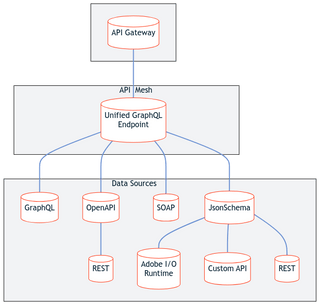 API Gateway
API Mesh
Unified GraphQL
Endpoint
Data Sources
GraphQL
OpenAPI
SOAP
JsonSchema
REST
Adobe I/O
Runtime
Custom API
REST